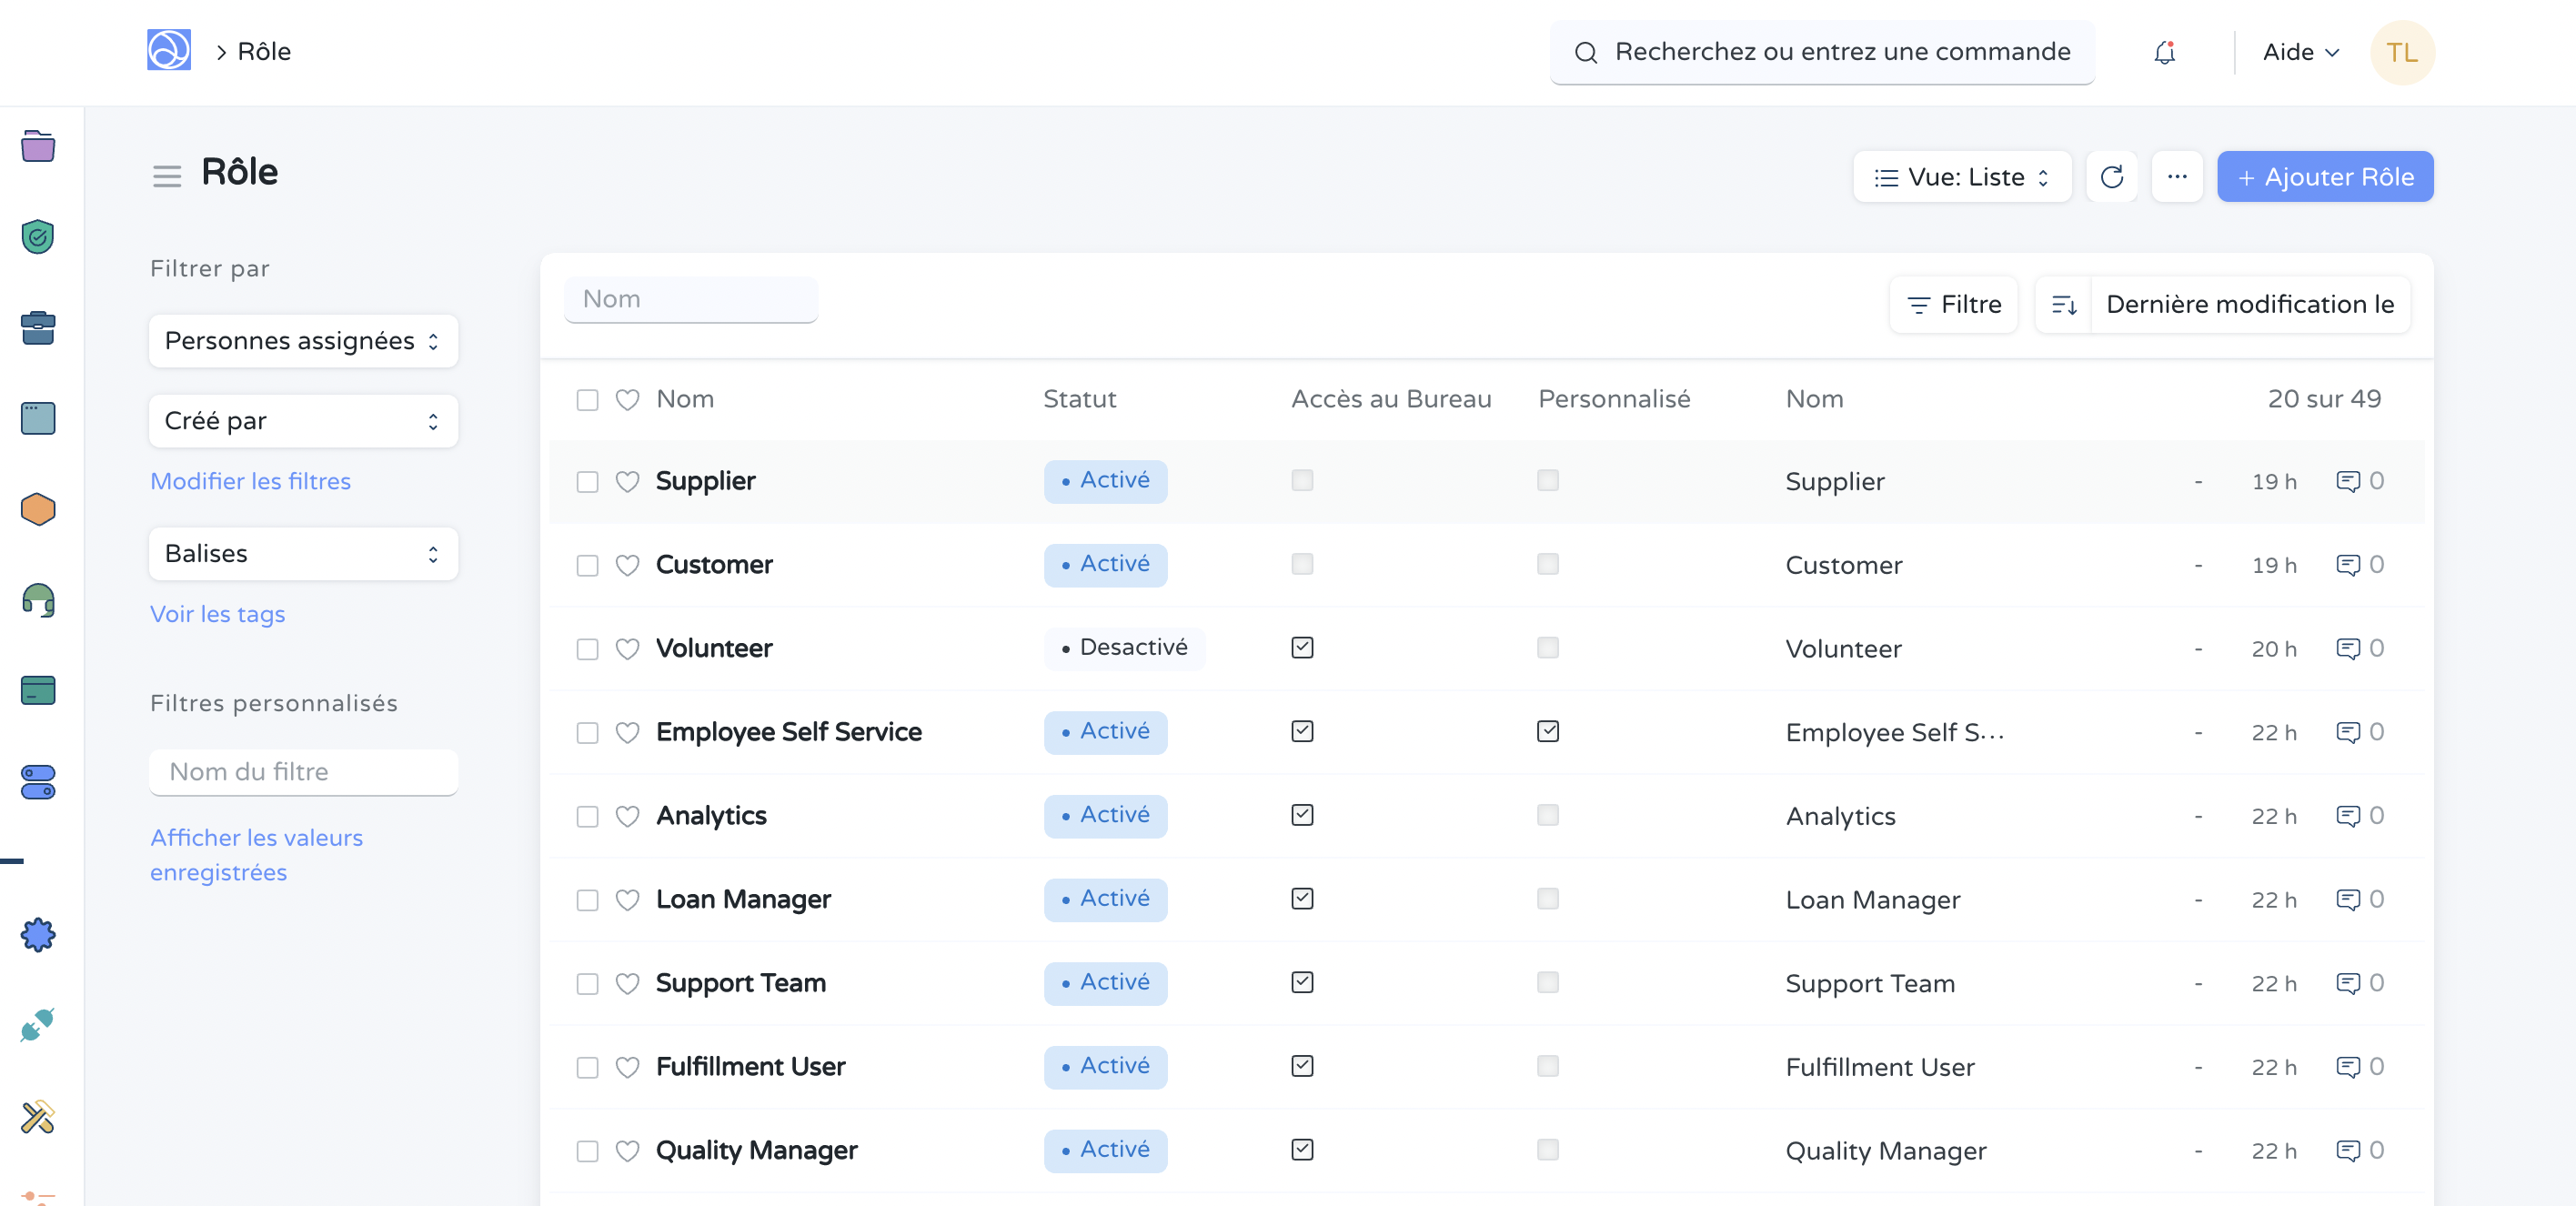 Rôle
Recherchez ou entrez une commande
Aide
TL
Rôle
Vue: Liste
···
+ Ajouter Rôle
Filtrer par
Personnes assignées
Créé par
Modifier les filtres
Balises
Voir les tags
Filtres personnalisés
Nom du filtre
Afficher les valeurs
enregistrées
Nom
Filtre
Dernière modification le
Nom Statut Accès au Bureau Personnalisé Nom 20 sur 49
Supplier • Activé Supplier - 19 h 0
Customer • Activé Customer - 19 h 0
Volunteer • Desactivé Volunteer - 20 h 0
Employee Self Service • Activé Employee Self S... - 22 h 0
Analytics • Activé Analytics - 22 h 0
Loan Manager • Activé Loan Manager - 22 h 0
Support Team • Activé Support Team - 22 h 0
Fulfillment User • Activé Fulfillment User - 22 h 0
Quality Manager • Activé Quality Manager - 22 h 0